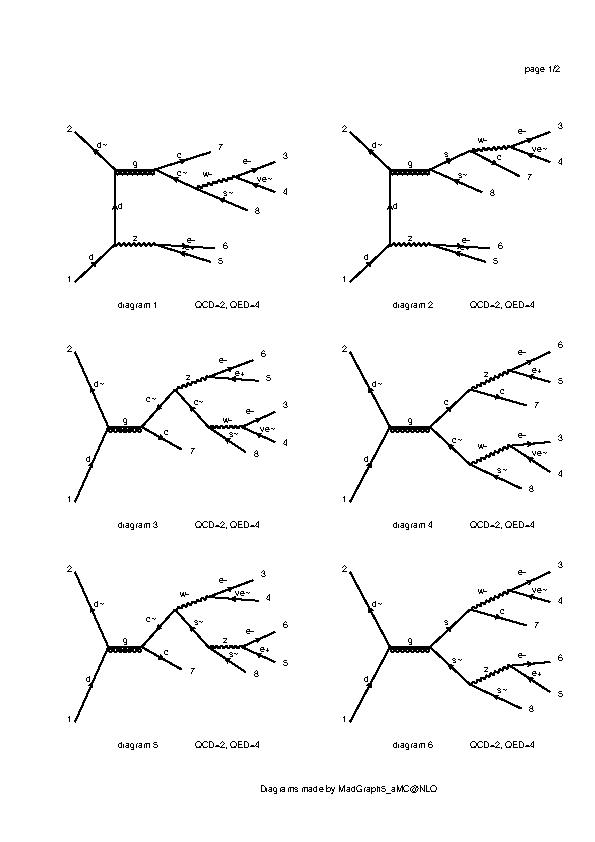 page 1/2
2
d~
g
c
7
c~
w-
e-
3
ve~
4
s~
8
d
z
e-
e+
6
5
d
1
diagram 1 QCD=2, QED=4
2
d~
g
s
w-
e-
3
ve~
4
c
7
s~
8
d
z
e-
e+
6
5
d
1
diagram 2 QCD=2, QED=4
2
d~
g
c~
z
e-
6
e+
5
c~
w-
e-
3
ve~
4
s~
8
c
7
d
1
diagram 3 QCD=2, QED=4
2
d~
g
c
z
e-
6
e+
5
c
7
c~
w-
e-
3
ve~
4
s~
8
d
1
diagram 4 QCD=2, QED=4
2
d~
g
c~
w-
e-
3
ve~
4
s~
z
e-
6
e+
5
s~
8
c
7
d
1
diagram 5 QCD=2, QED=4
2
d~
g
s
w-
e-
3
ve~
4
c
7
s~
z
e-
6
e+
5
s~
8
d
1
diagram 6 QCD=2, QED=4
Diagrams made by MadGraph5_aMC@NLO